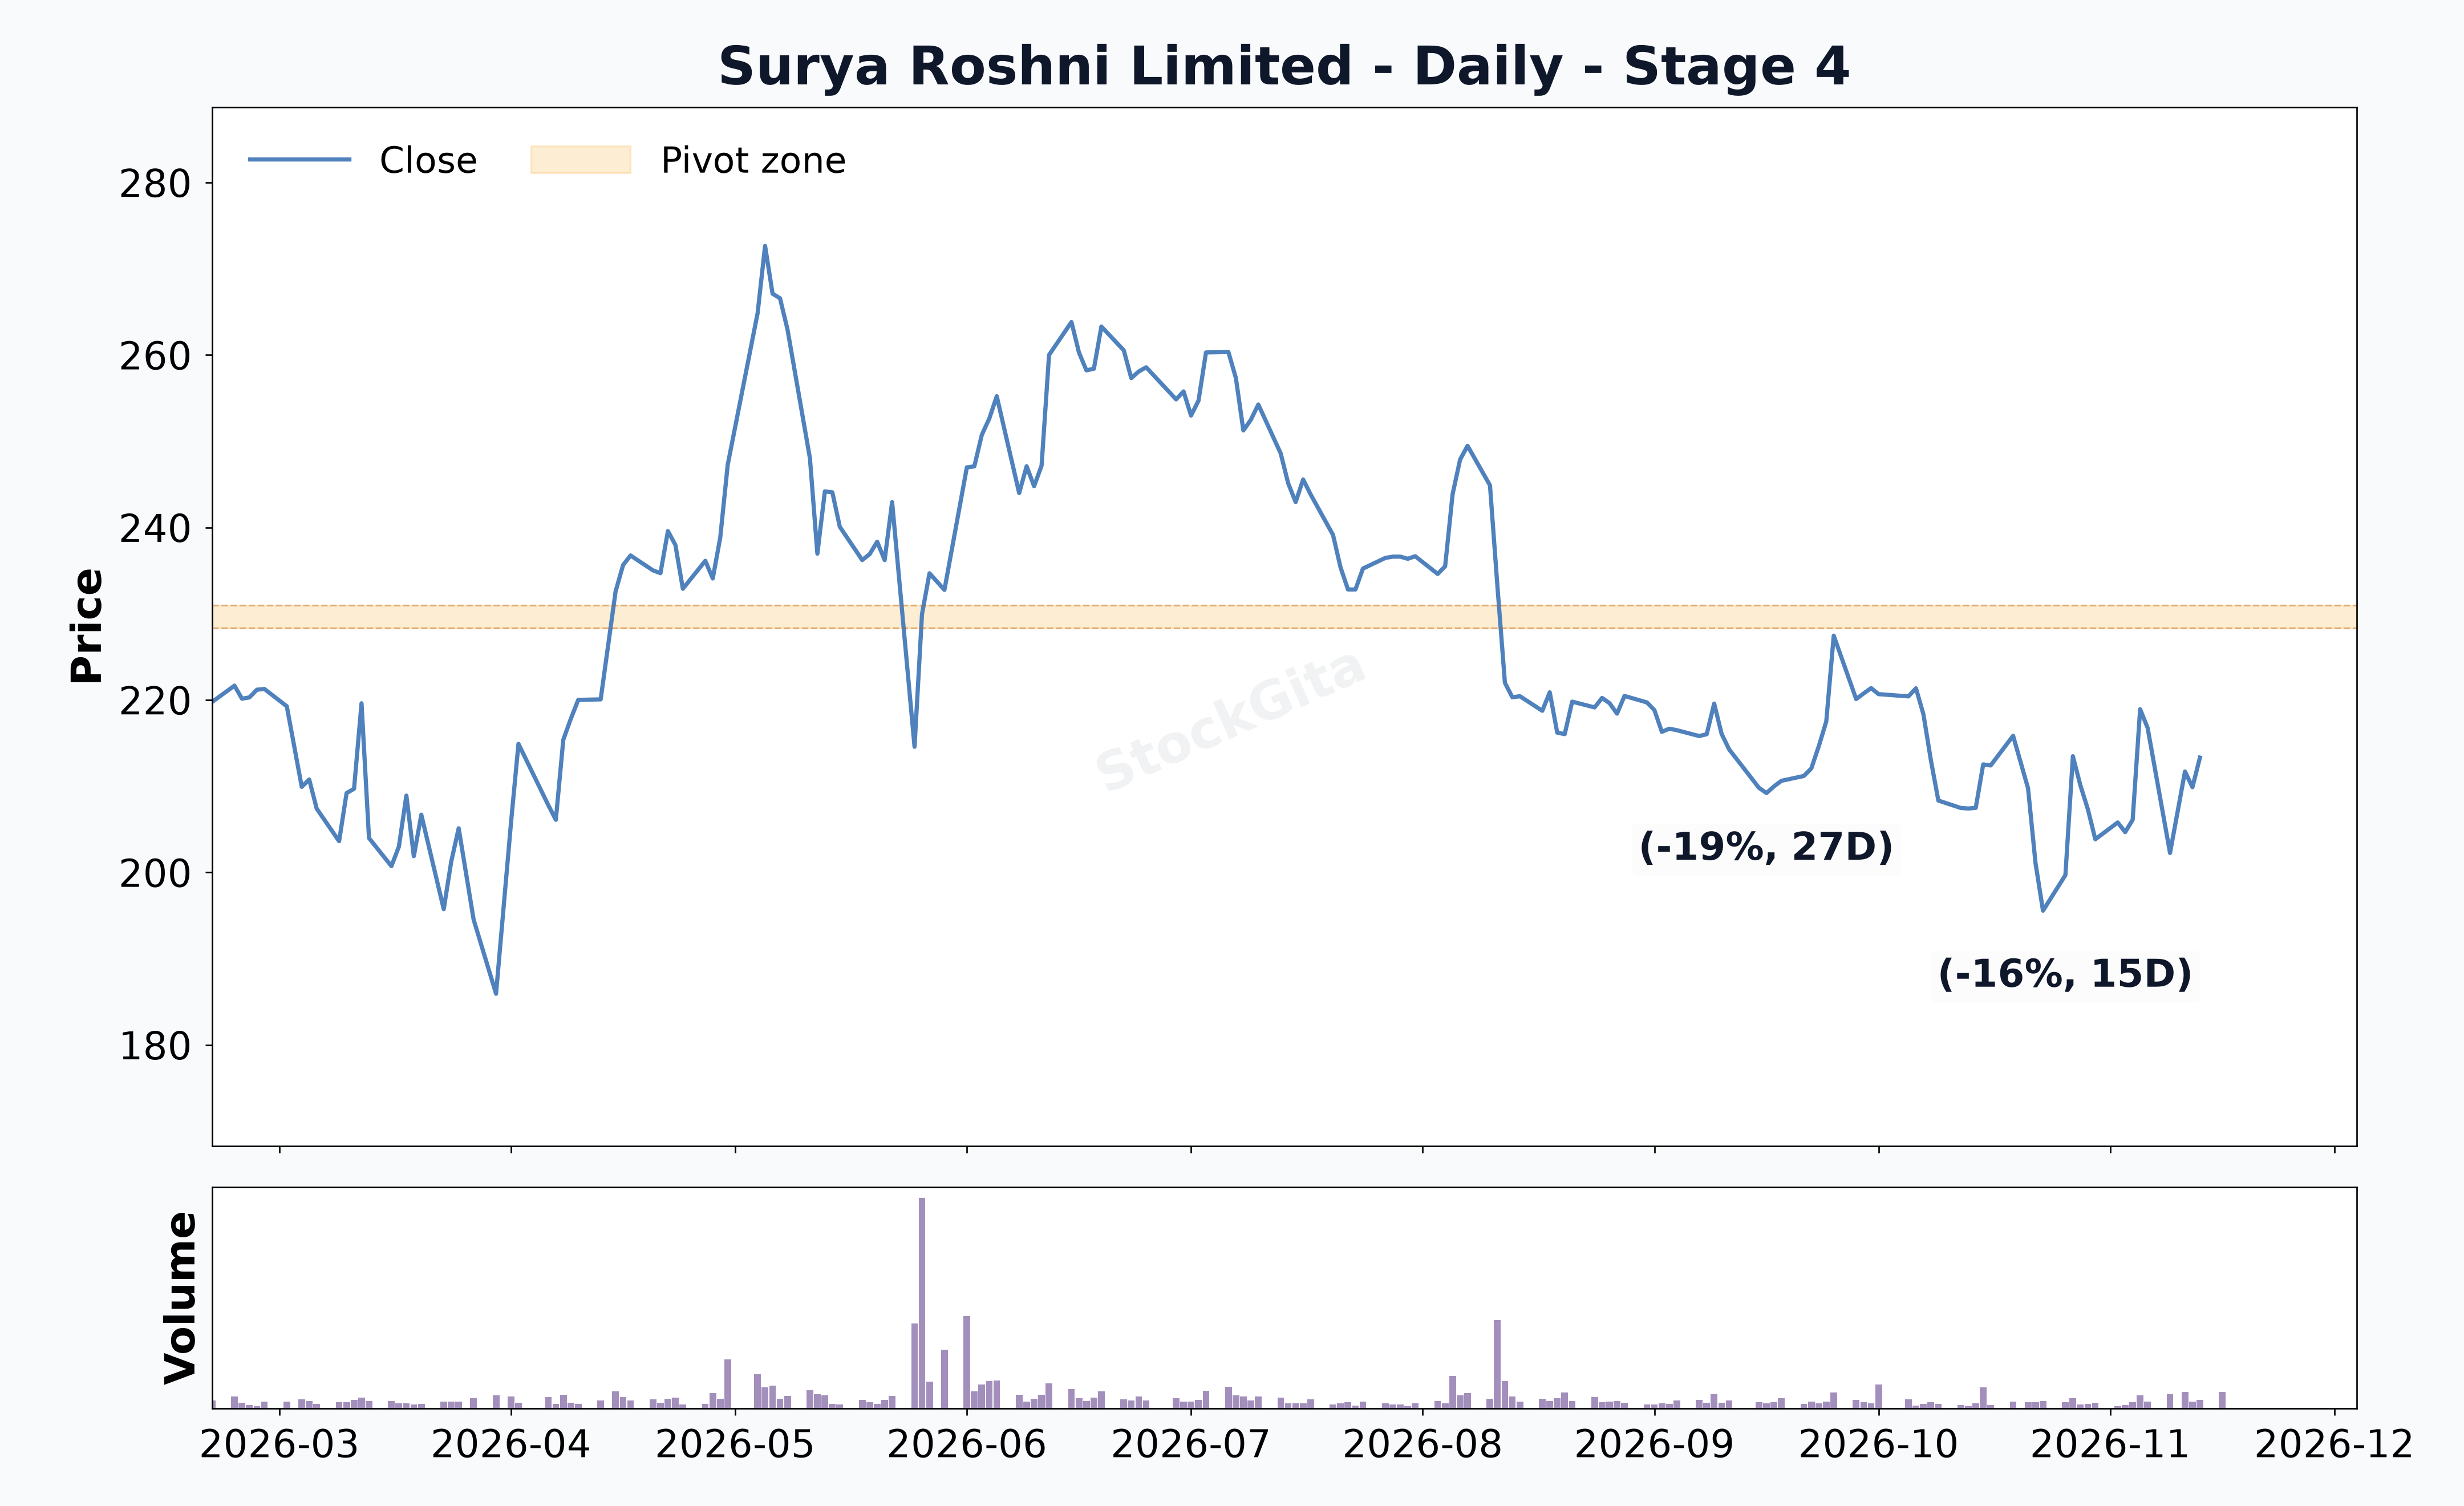 Surya Roshni Limited - Daily - Stage 4
Close
Pivot zone
280
260
240
220
200
180
Price
StockGita
(-19%, 27D)
(-16%, 15D)
Volume
2026-03
2026-04
2026-05
2026-06
2026-07
2026-08
2026-09
2026-10
2026-11
2026-12